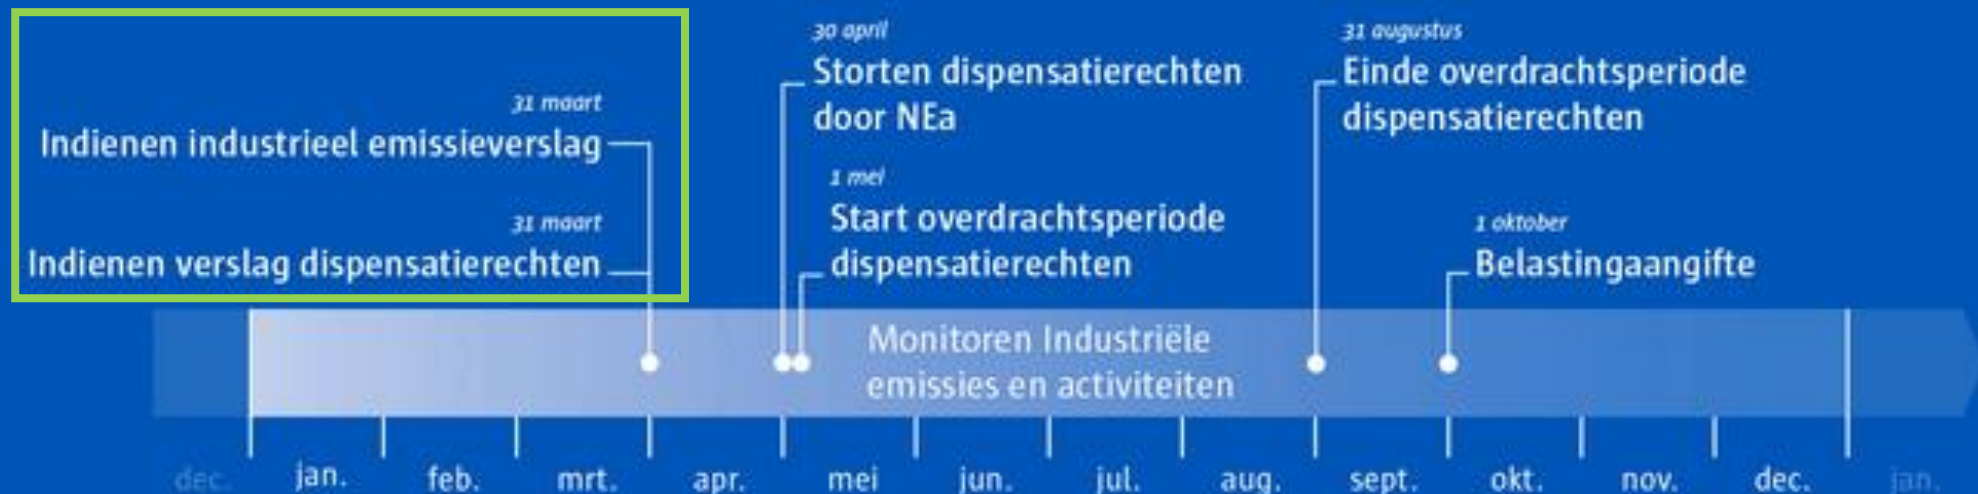 31 maart
Indienen industrieel emissieverslag
31 maart
Indienen verslag dispensatierechten
30 april
Storten dispensatierechten
door NEa
1 mei
Start overdrachtsperiode
dispensatierechten
31 augustus
Einde overdrachtsperiode
dispensatierechten
1 oktober
Belastingaangifte
Monitoren Industriële
emissies en activiteiten
dec. jan. feb. mrt. apr. mei jun. jul. aug. sept. okt. nov. dec. jan.